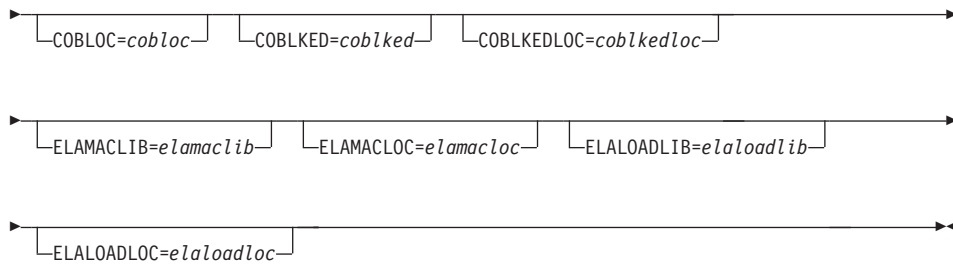 COBLOC=cobloc COBLKED=coblked COBLKEDLOC=coblkedloc
ELAMACLIB=elamaclib ELAMACLOC=elamacloc ELALOADLIB=elaloadlib
ELALOADLOC=elaloadloc